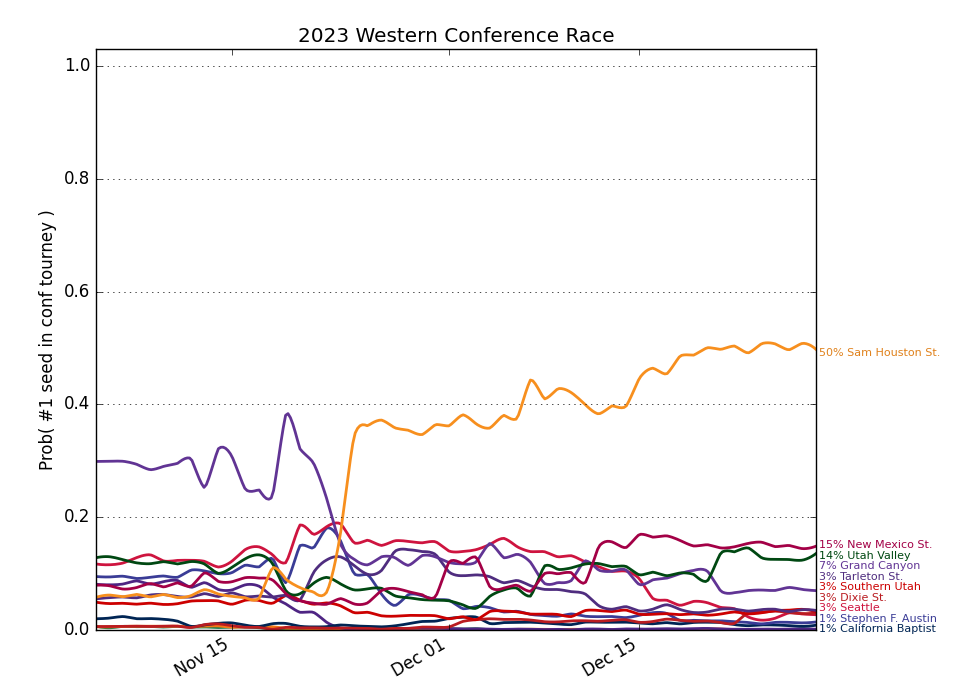 2023 Western Conference Race
Prob( #1 seed in conf tourney )
1.0
0.8
0.6
0.4
0.2
0.0
Nov 15
Dec 01
Dec 15
50% Sam Houston St.
15% New Mexico St.
14% Utah Valley
7% Grand Canyon
3% Tarleton St.
3% Southern Utah
3% Dixie St.
3% Seattle
1% Stephen F. Austin
1% California Baptist